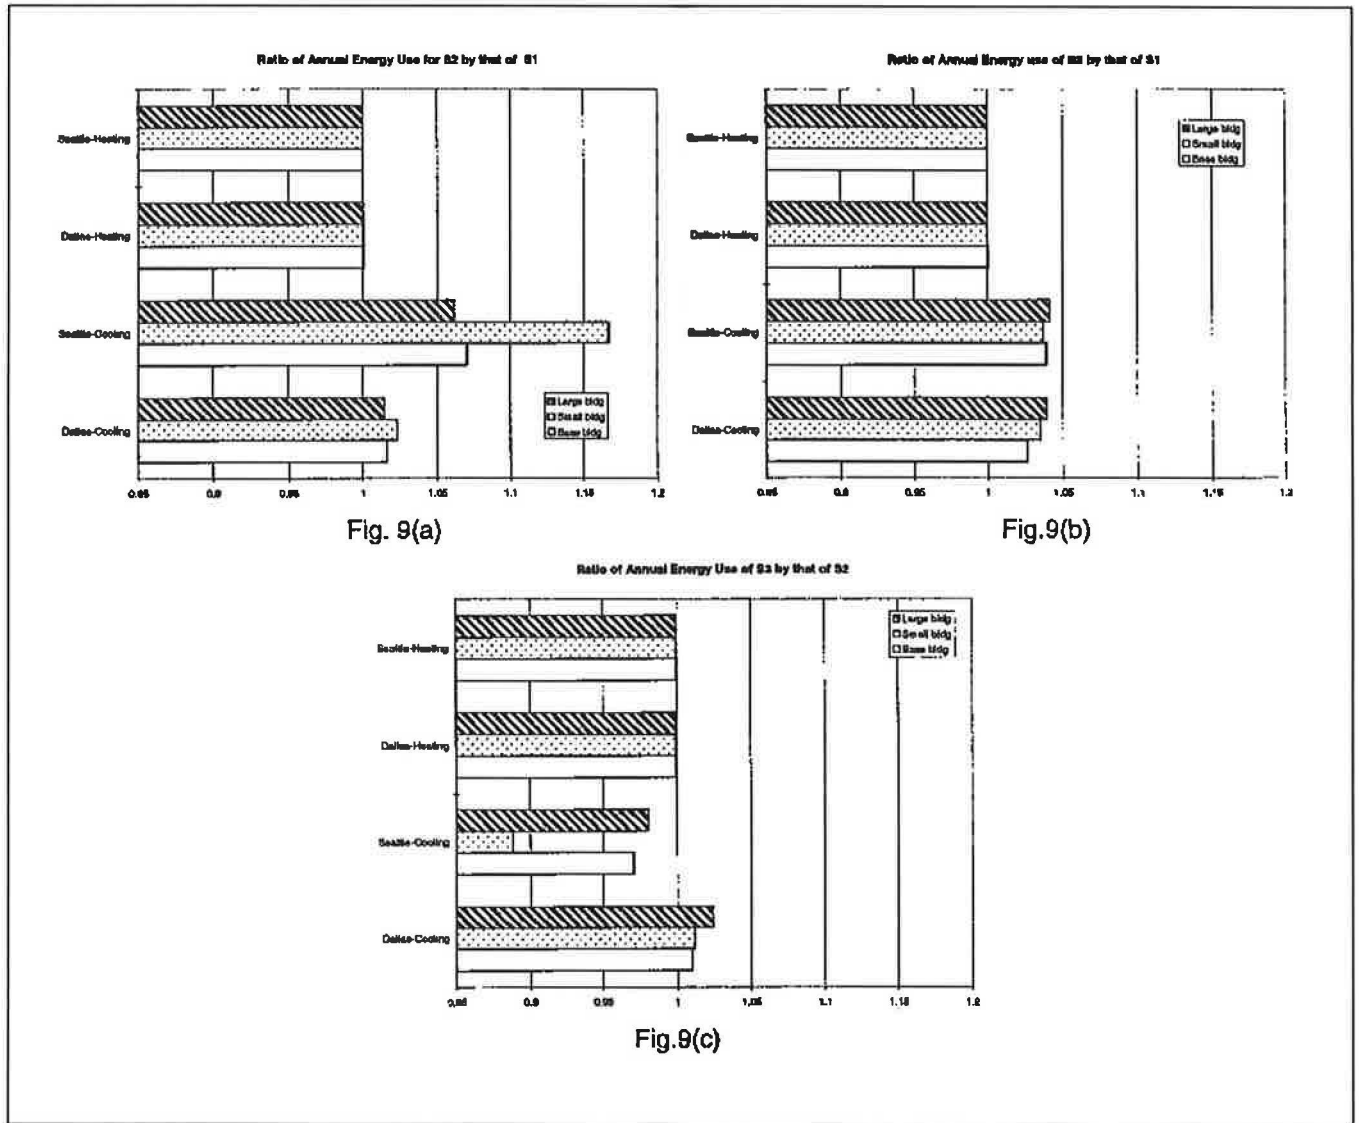 Ratio of Annual Energy Use for S2 by that of S1
Seattle-Heating
Dallas-Heating
Seattle-Cooling
Dallas-Cooling
Large bldg
Small bldg
Base bldg
0.85 0.9 0.95 1 1.05 1.1 1.15 1.2
Fig. 9(a)
Ratio of Annual Energy use of S3 by that of S1
Seattle-Heating
Dallas-Heating
Seattle-Cooling
Dallas-Cooling
Large bldg
Small bldg
Base bldg
0.85 0.9 0.95 1 1.05 1.1 1.15 1.2
Fig.9(b)
Ratio of Annual Energy Use of S3 by that of S2
Seattle-Heating
Dallas-Heating
Seattle-Cooling
Dallas-Cooling
Large bldg
Small bldg
Base bldg
0.85 0.9 0.95 1 1.05 1.1 1.15 1.2
Fig.9(c)